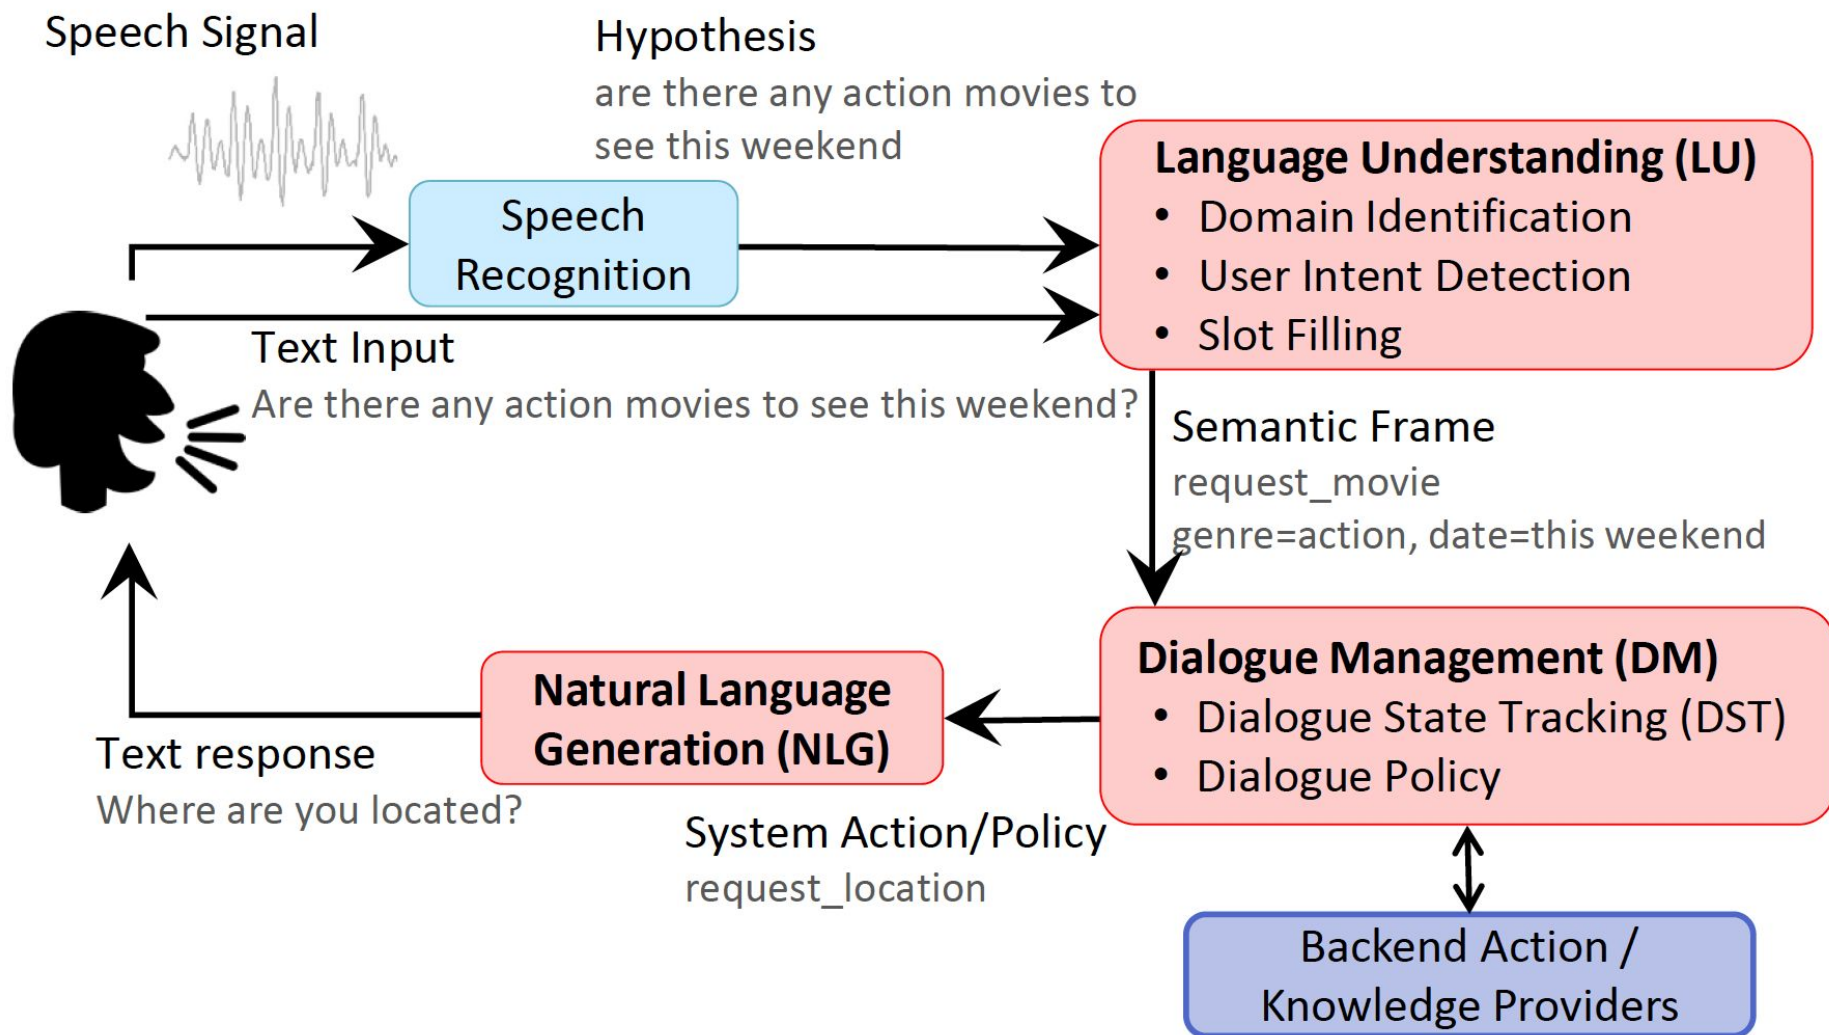 Speech Signal
Hypothesis
are there any action movies to
see this weekend
Speech
Recognition
Language Understanding (LU)
• Domain Identification
• User Intent Detection
• Slot Filling
Text Input
Are there any action movies to see this weekend?
Semantic Frame
request_movie
genre=action, date=this weekend
Dialogue Management (DM)
• Dialogue State Tracking (DST)
• Dialogue Policy
Natural Language
Generation (NLG)
Text response
Where are you located?
System Action/Policy
request_location
Backend Action /
Knowledge Providers